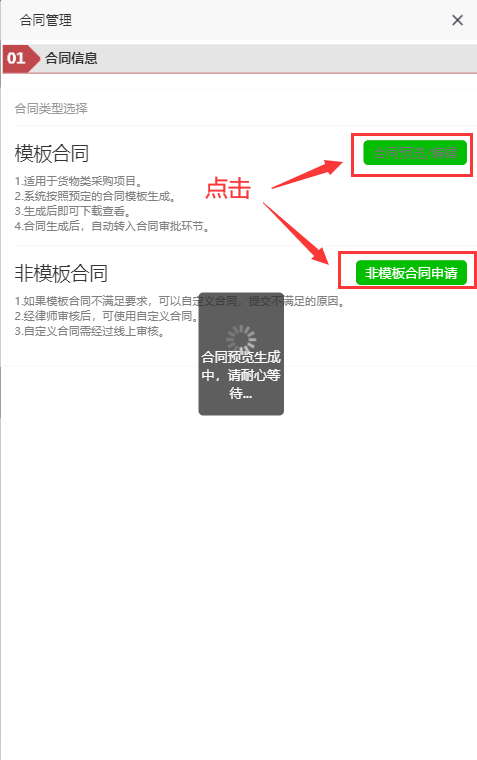 合同管理
01 合同信息
合同类型选择
模板合同
1.适用于货物类采购项目。
2.系统按照预定的合同模板生成。
3.生成后即可下载查看。
4.合同生成后，自动转入合同审批环节。
点击
非模板合同
非模板合同申请
1.如果模板合同不满足要求，可以自定义合同，提交不满足的原因。
2.经律师审核后，可使用自定义合同。
3.自定义合同需经过线上审核。
合同预览生成
中，请耐心等
待...